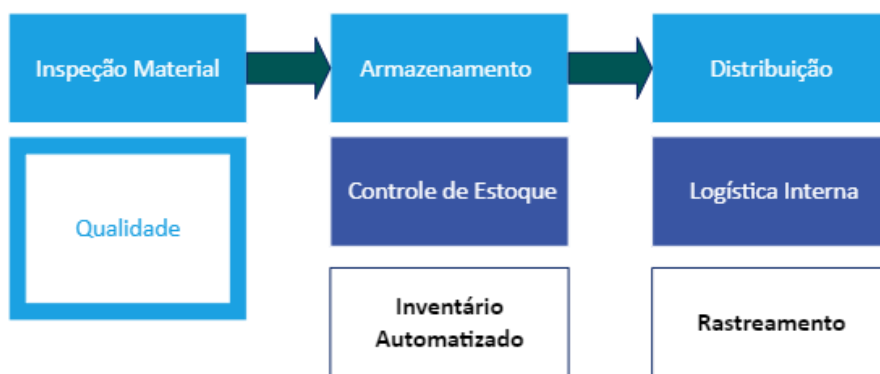 Inspeção Material
Armazenamento
Distribuição
Qualidade
Controle de Estoque
Logística Interna
Inventário
Automatizado
Rastreamento